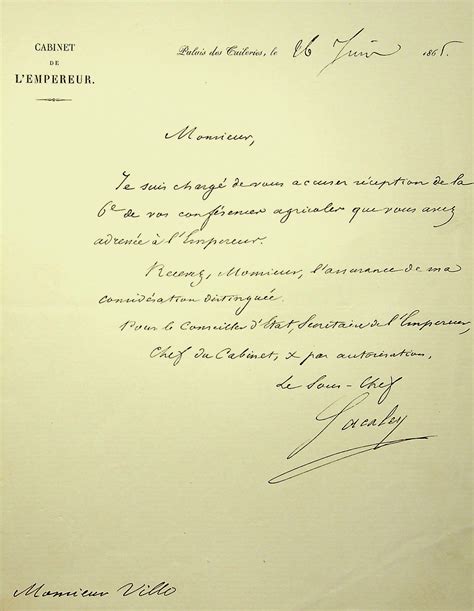 CABINET
DE
L'EMPEREUR.
Palais des Tuileries, le 26 Juin 1865.
Monsieur,
Je suis chargé de vous accuser réception de la
6e de vos conférences agricoles que vous avez
adressée à l'Empereur.
Recevez, Monsieur, l'assurance de ma
considération distinguée.
Pour le Conseiller d'Etat, Secrétaire de l'Empereur,
Chef du Cabinet, & par autorisation,
Le Sous-Chef
Monsieur Ville